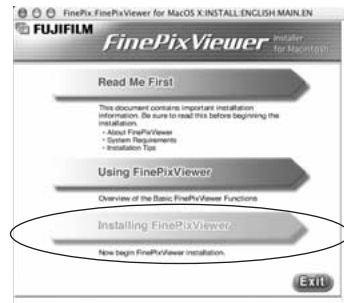 FinePix:FinePixViewer for MacOS X:INSTALL:ENGLISH:MAIN.EN
FUJIFILM
FinePixViewer Installer
for Macintosh
Read Me First
This document contains important installation
information. Be sure to read this before beginning the
installation.
- About FinePixViewer
- System Requirements
- Installation Tips
Using FinePixViewer
Overview of the Basic FinePixViewer Functions
Installing FinePixViewer
Now begin FinePixViewer installation.
Exit